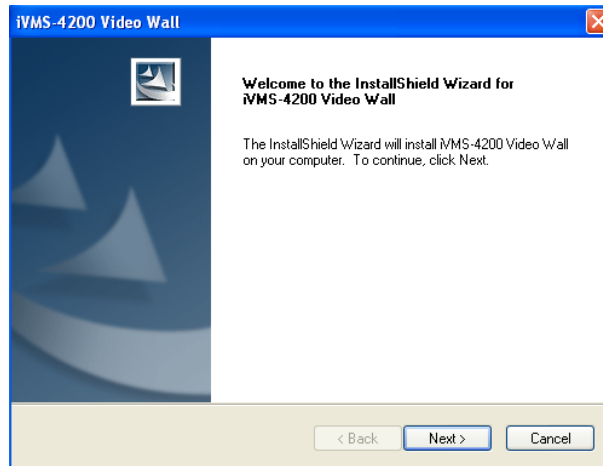 iVMS-4200 Video Wall
Welcome to the InstallShield Wizard for
iVMS-4200 Video Wall
The InstallShield Wizard will install iVMS-4200 Video Wall
on your computer. To continue, click Next.
< Back Next > Cancel